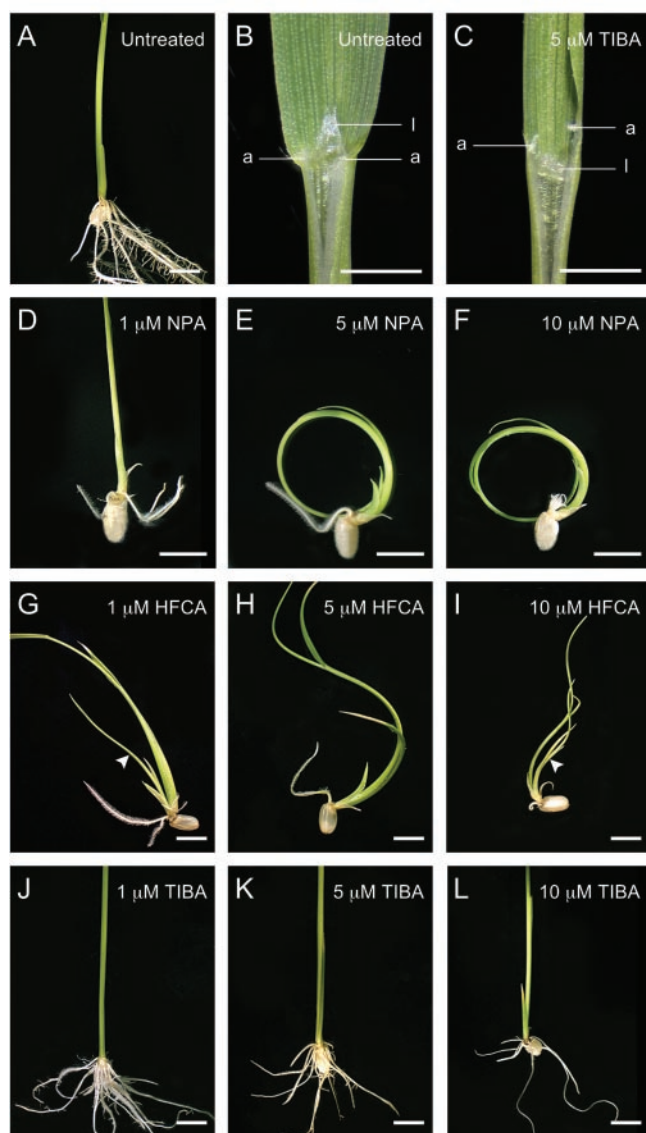 A
Untreated
B
Untreated
l
a
a
C
5 μM TIBA
a
a
l
D
1 μM NPA
E
5 μM NPA
F
10 μM NPA
G
1 μM HFCA
H
5 μM HFCA
I
10 μM HFCA
J
1 μM TIBA
K
5 μM TIBA
L
10 μM TIBA